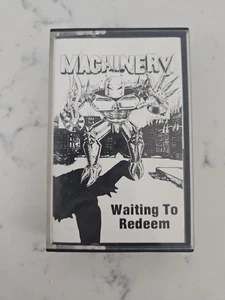 MACHINERY
Waiting To
Redeem